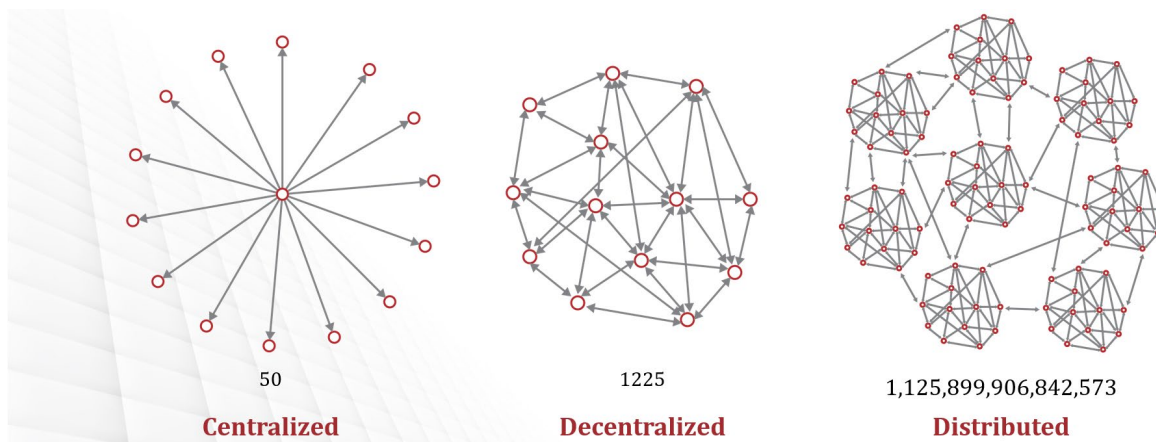 50
1225
1,125,899,906,842,573
Centralized
Decentralized
Distributed